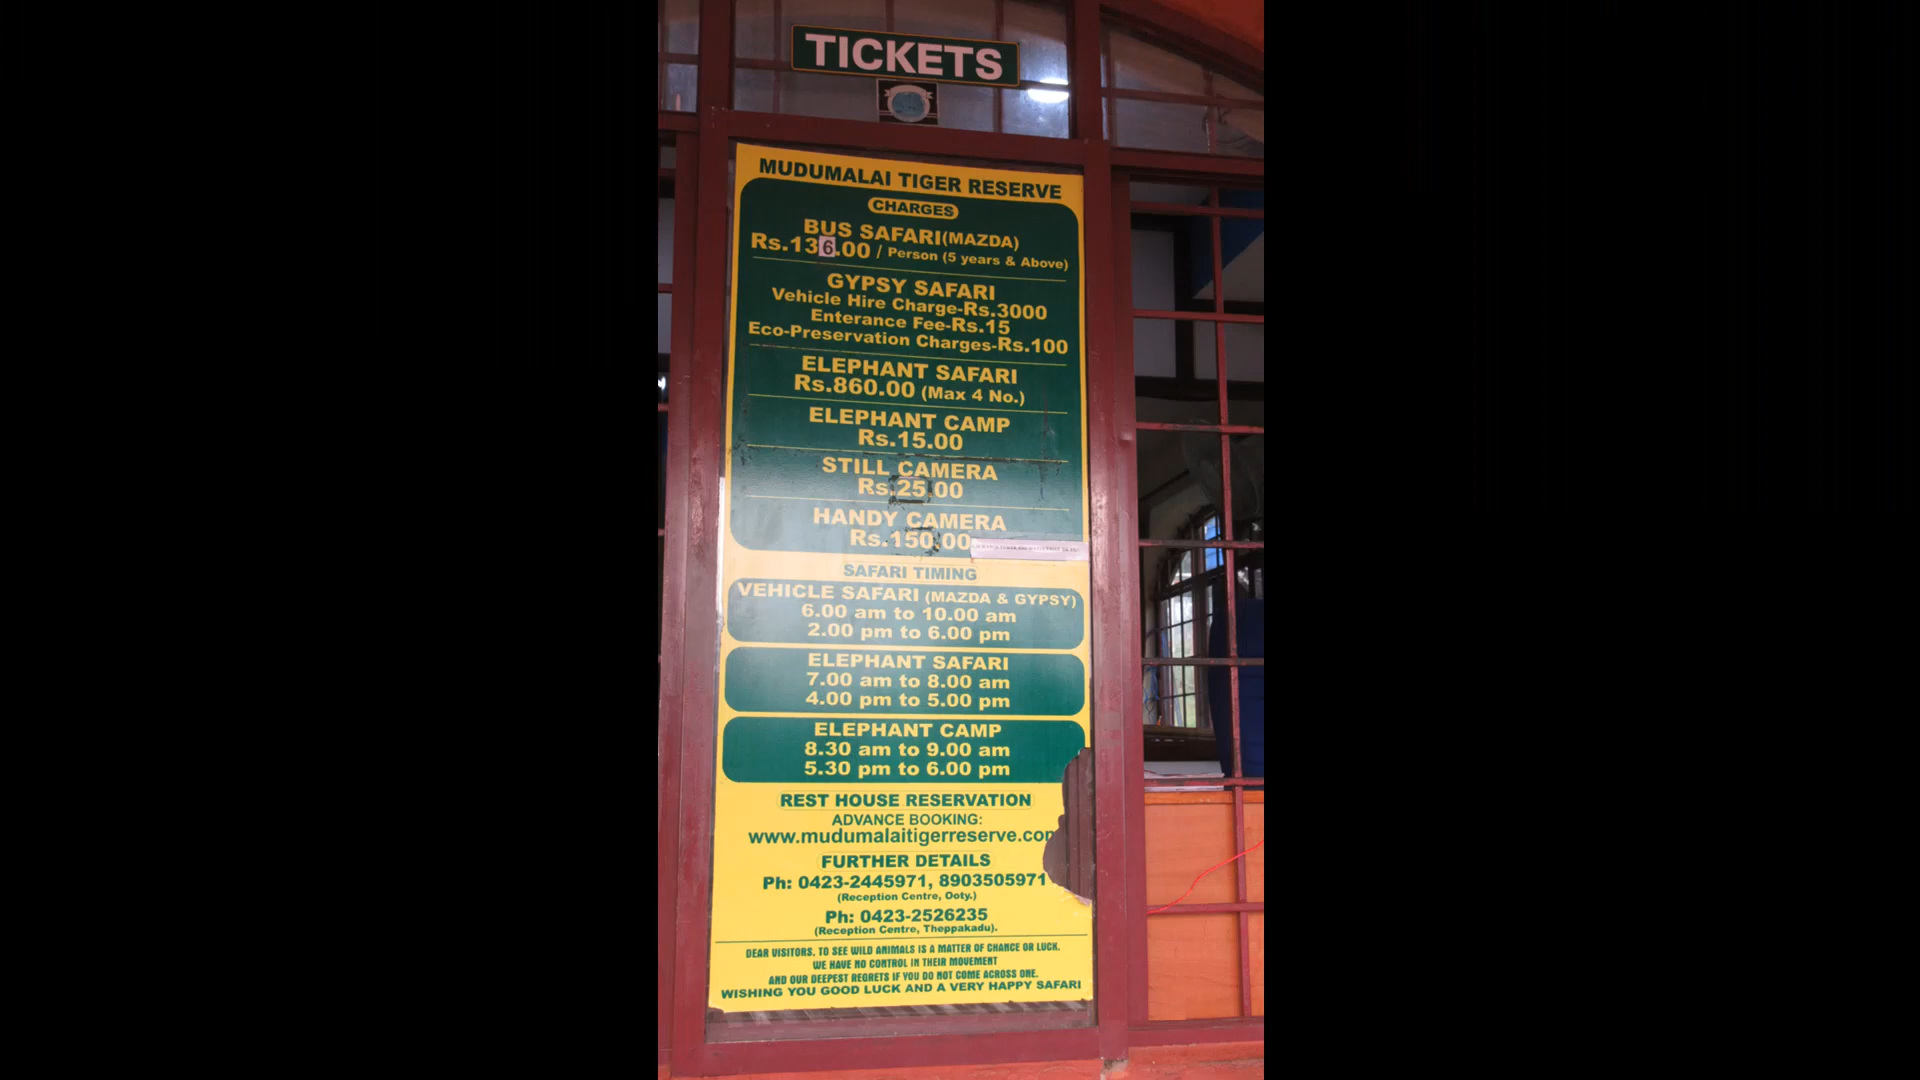 TICKETS
MUDUMALAI TIGER RESERVE
CHARGES
BUS SAFARI(MAZDA)
Rs.136.00 / Person (5 years & Above)
GYPSY SAFARI
Vehicle Hire Charge-Rs.3000
Enterance Fee-Rs.15
Eco-Preservation Charges-Rs.100
ELEPHANT SAFARI
Rs.860.00 (Max 4 No.)
ELEPHANT CAMP
Rs.15.00
STILL CAMERA
Rs.25.00
HANDY CAMERA
Rs.150.00
SAFARI TIMING
VEHICLE SAFARI (MAZDA & GYPSY)
6.00 am to 10.00 am
2.00 pm to 6.00 pm
ELEPHANT SAFARI
7.00 am to 8.00 am
4.00 pm to 5.00 pm
ELEPHANT CAMP
8.30 am to 9.00 am
5.30 pm to 6.00 pm
REST HOUSE RESERVATION
ADVANCE BOOKING:
www.mudumalaitigerreserve.com
FURTHER DETAILS
Ph: 0423-2445971, 8903505971
(Reception Centre, Ooty.)
Ph: 0423-2526235
(Reception Centre, Theppakadu).
DEAR VISITORS, TO SEE WILD ANIMALS IS A MATTER OF CHANCE OR LUCK.
WE HAVE NO CONTROL IN THEIR MOVEMENT
AND OUR DEEPEST REGRETS IF YOU DO NOT COME ACROSS ONE.
WISHING YOU GOOD LUCK AND A VERY HAPPY SAFARI